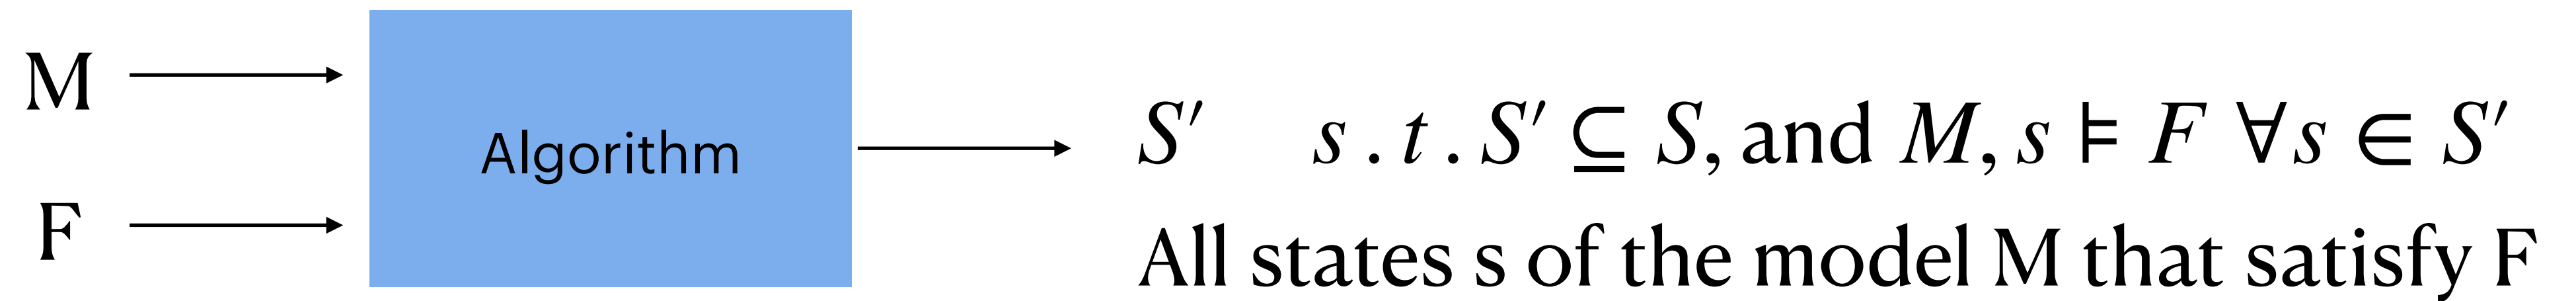 M
F
Algorithm
S′ s.t. S′ ⊆ S, and M, s ⊨ F ∀s ∈ S′
All states s of the model M that satisfy F